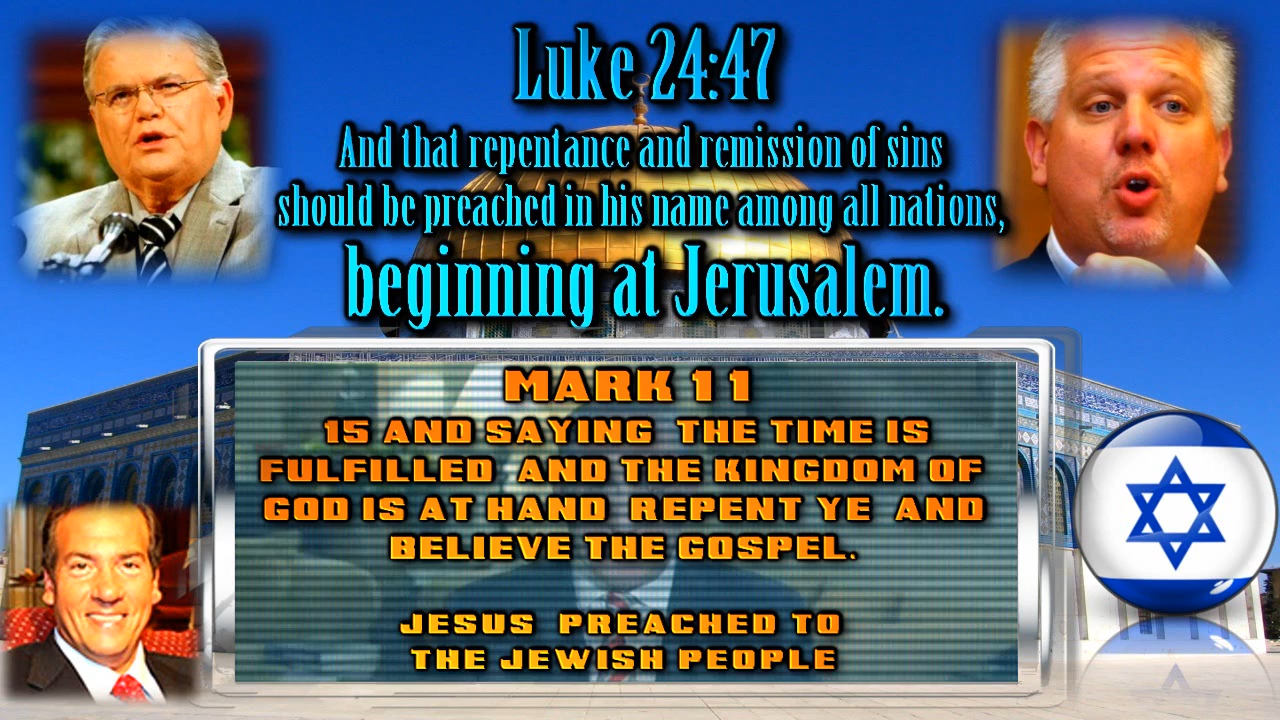 Luke 24:47
And that repentance and remission of sins
should be preached in his name among all nations,
beginning at Jerusalem.
MARK 1 1
15 AND SAYING THE TIME IS
FULFILLED AND THE KINGDOM OF
GOD IS AT HAND REPENT YE AND
BELIEVE THE GOSPEL.
JESUS PREACHED TO
THE JEWISH PEOPLE